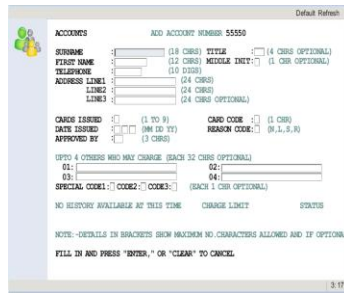 Default Refresh
ACCOUNTS ADD ACCOUNT NUMBER 55550
SURNAME : (18 CHRS) TITLE : (4 CHRS OPTIONAL)
FIRST NAME : (12 CHRS) MIDDLE INIT: (1 CHR OPTIONAL)
TELEPHONE : (10 DIGS)
ADDRESS LINE1 : (24 CHRS)
LINE2 : (24 CHRS)
LINE3 : (24 CHRS OPTIONAL)
CARDS ISSUED : (1 TO 9) CARD CODE : (1 CHR)
DATE ISSUED : (MM DD YY) REASON CODE: (N,L,S,R)
APPROVED BY : (3 CHRS)
UPTO 4 OTHERS WHO MAY CHARGE (EACH 32 CHRS OPTIONAL)
01: 02:
03: 04:
SPECIAL CODE1: CODE2: CODE3: (EACH 1 CHR OPTIONAL)
NO HISTORY AVAILABLE AT THIS TIME CHARGE LIMIT STATUS
NOTE:-DETAILS IN BRACKETS SHOW MAXIMUM NO.CHARACTERS ALLOWED AND IF OPTIONA
FILL IN AND PRESS "ENTER," OR "CLEAR" TO CANCEL
3:17